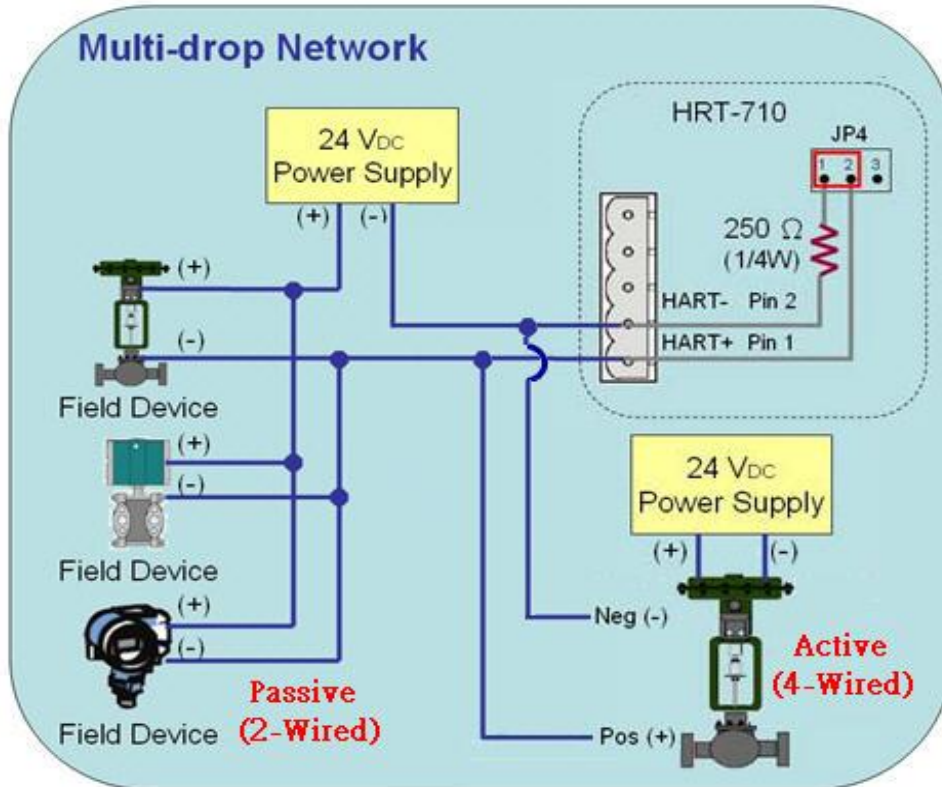 Multi-drop Network
24 VDC
Power Supply
(+)
(-)
HRT-710
JP4
1 2 3
250 Ω
(1/4W)
HART- Pin 2
HART+ Pin 1
(+)
(-)
Field Device
(+)
(-)
Field Device
(+)
(-)
Field Device
Passive
(2-Wired)
24 VDC
Power Supply
(+)
(-)
Neg (-)
Active
(4-Wired)
Pos (+)